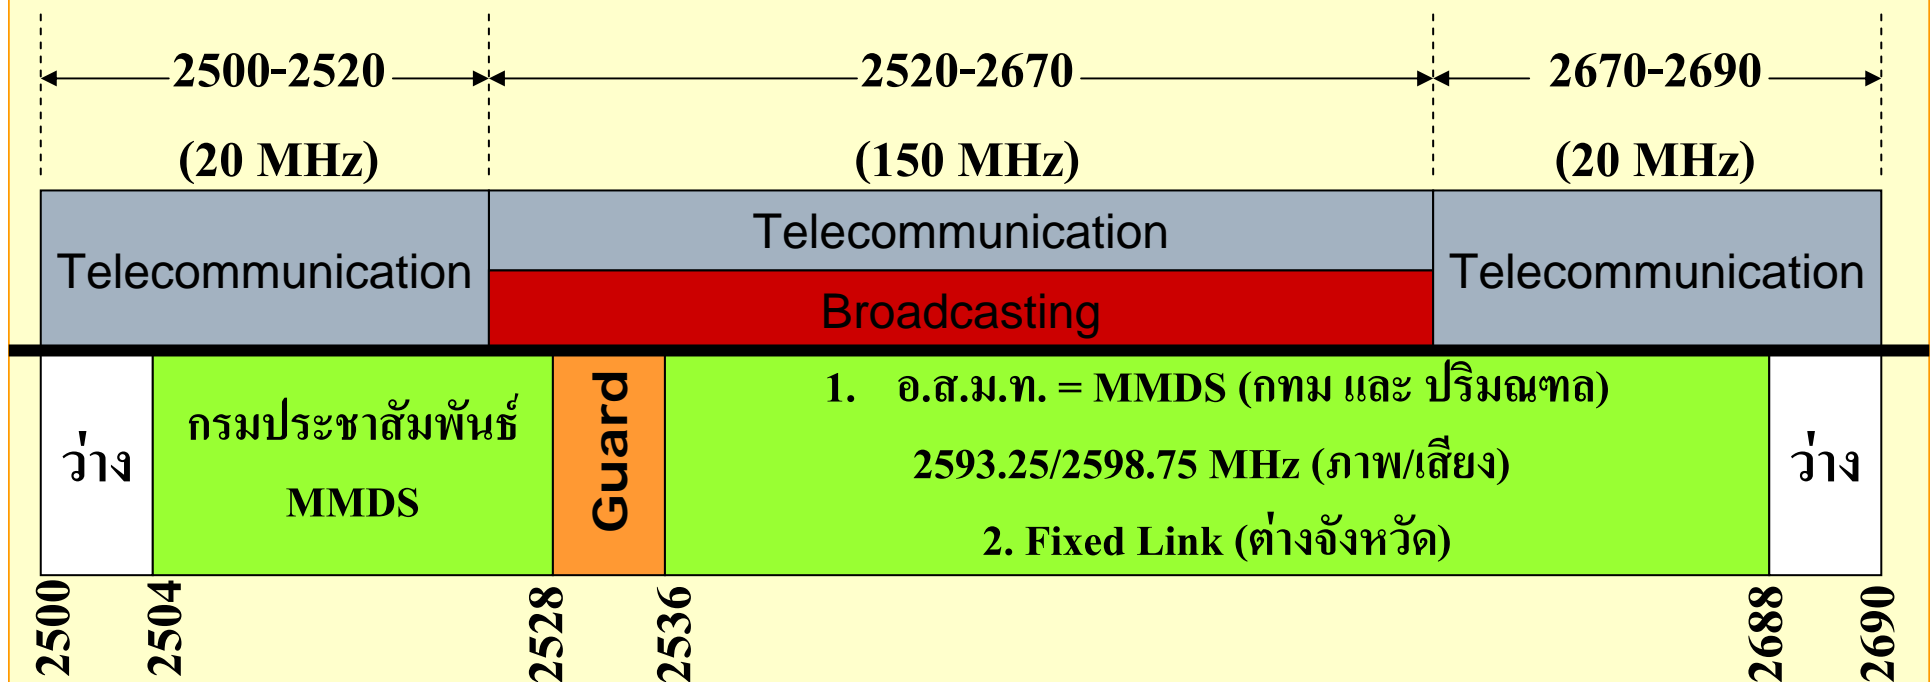 2500-2520 2520-2670 2670-2690
(20 MHz) (150 MHz) (20 MHz)
Telecommunication
Telecommunication
Broadcasting
Telecommunication
ว่าง
กรมประชาสัมพันธ์
MMDS
Guard
1. อ.ส.ม.ท. = MMDS (กทม และ ปริมณฑล)
2593.25/2598.75 MHz (ภาพ/เสียง)
2. Fixed Link (ต่างจังหวัด)
ว่าง
2500 2504 2528 2536 2688 2690